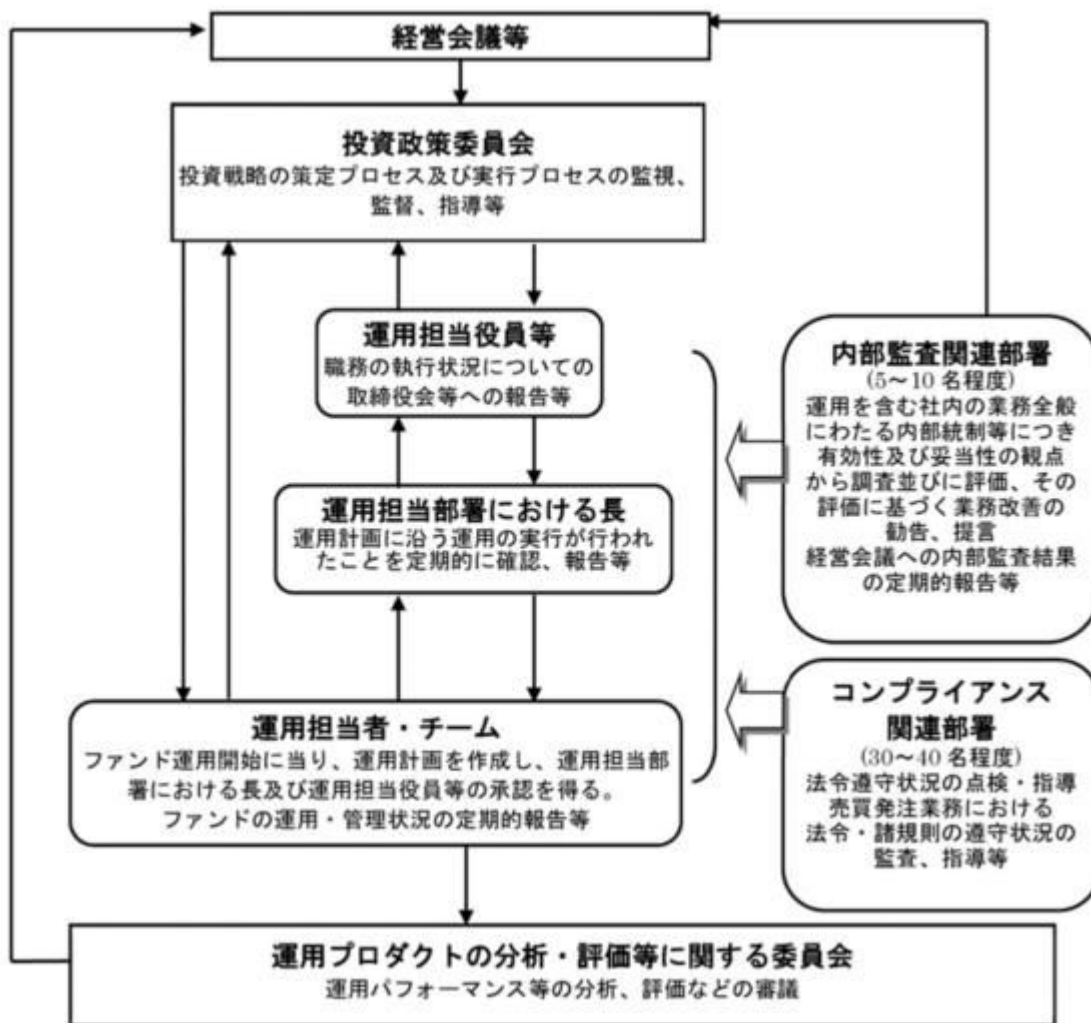 経営会議等
投資政策委員会
投資戦略の策定プロセス及び実行プロセスの監視、
監督、指導等
運用担当役員等
職務の執行状況についての
取締役会等への報告等
運用担当部署における長
運用計画に沿う運用の実行が行われ
たことを定期的に確認、報告等
運用担当者・チーム
ファンド運用開始に当り、運用計画を作成し、運用担当部
署における長及び運用担当役員等の承認を得る。
ファンドの運用・管理状況の定期的報告等
内部監査関連部署
(5～10 名程度)
運用を含む社内の業務全般
にわたる内部統制等につき
有効性及び妥当性の観点
から調査並びに評価、その
評価に基づく業務改善の
勧告、提言
経営会議への内部監査結果
の定期的報告等
コンプライアンス
関連部署
(30～40 名程度)
法令遵守状況の点検・指導
売買発注業務における
法令・諸規則の遵守状況の
監査、指導等
運用プロダクトの分析・評価等に関する委員会
運用パフォーマンス等の分析、評価などの審議